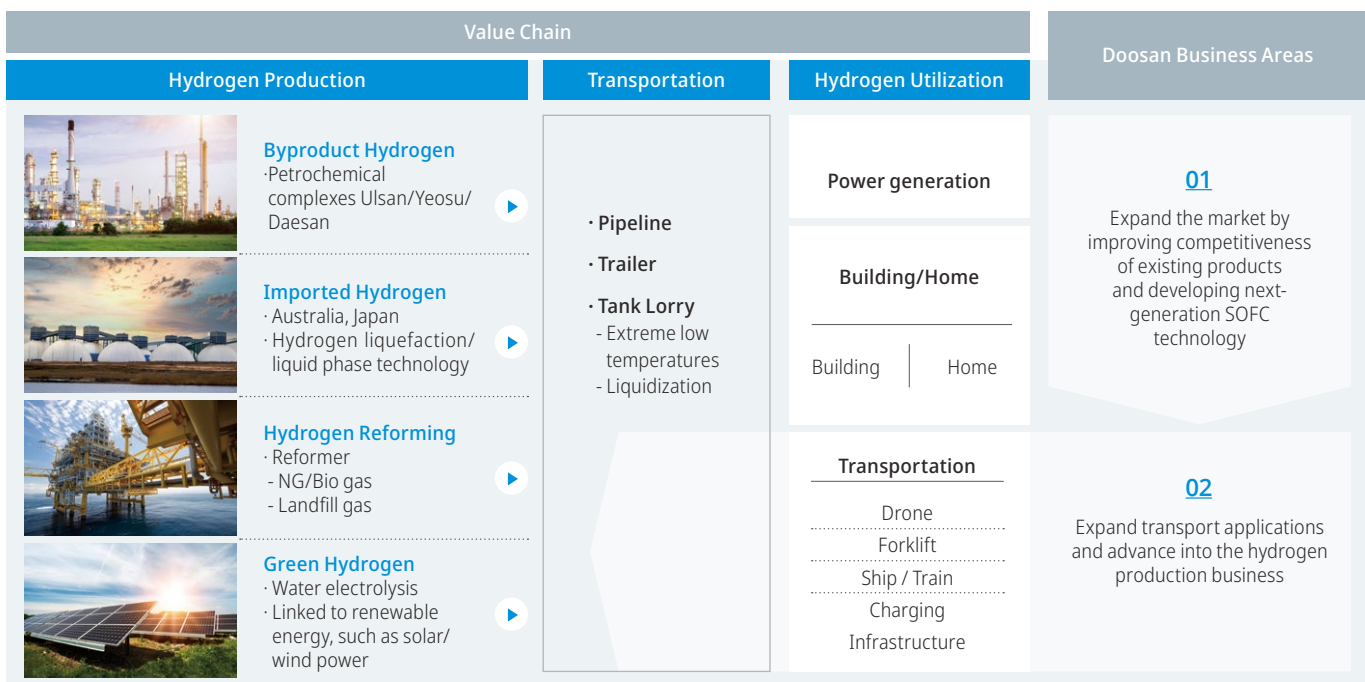 Value Chain
Doosan Business Areas
Hydrogen Production
Transportation
Hydrogen Utilization
Byproduct Hydrogen
·Petrochemical
complexes Ulsan/Yeosu/
Daesan
Imported Hydrogen
· Australia, Japan
· Hydrogen liquefaction/
liquid phase technology
Hydrogen Reforming
· Reformer
- NG/Bio gas
- Landfill gas
Green Hydrogen
· Water electrolysis
· Linked to renewable
energy, such as solar/
wind power
· Pipeline
· Trailer
· Tank Lorry
- Extreme low
temperatures
- Liquidization
Power generation
Building/Home
Building
Home
Transportation
Drone
Forklift
Ship / Train
Charging
Infrastructure
01
Expand the market by
improving competitiveness
of existing products
and developing next-
generation SOFC
technology
02
Expand transport applications
and advance into the hydrogen
production business